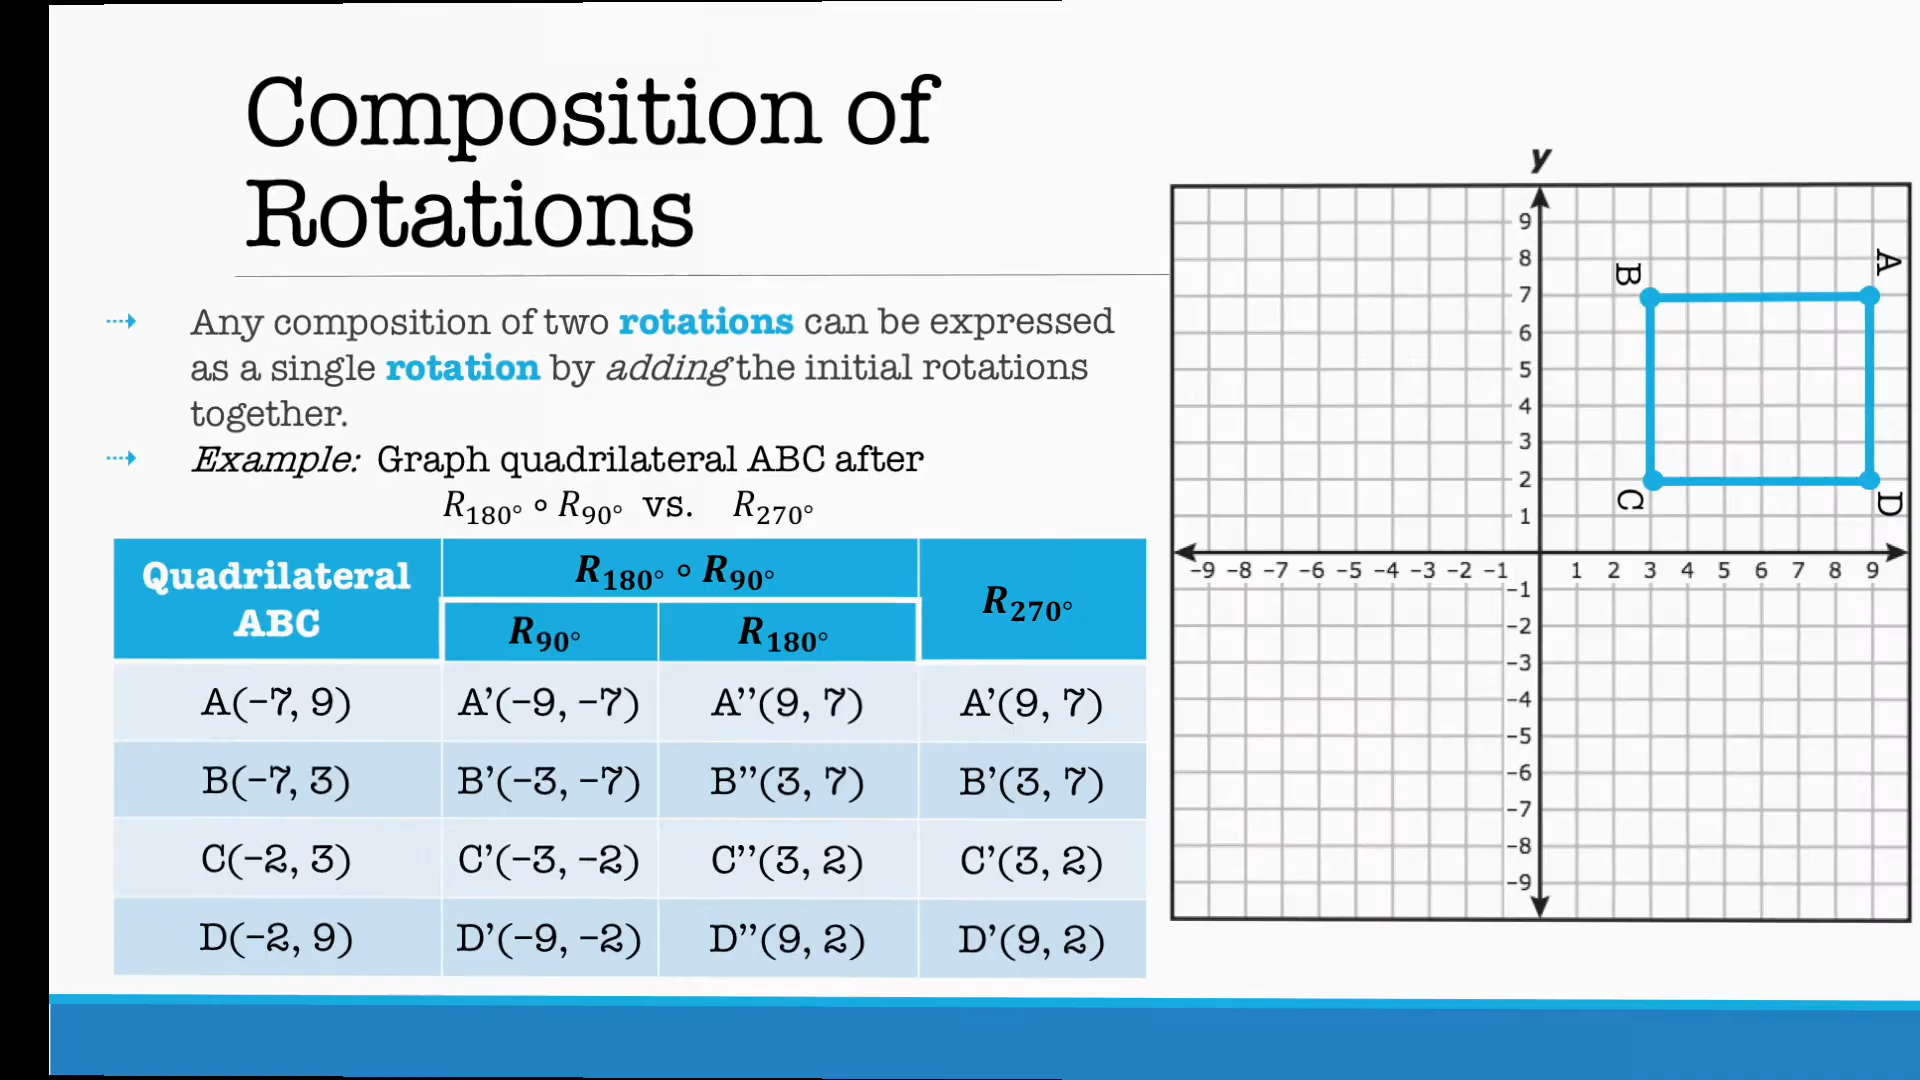 Composition of
Rotations
Any composition of two rotations can be expressed
as a single rotation by adding the initial rotations
together.
Example: Graph quadrilateral ABC after
R₁₈₀° ∘ R₉₀° vs. R₂₇₀°
Quadrilateral
ABC
R₁₈₀° ∘ R₉₀°
R₉₀° R₁₈₀°
R₂₇₀°
A(−7, 9) A’(−9, −7) A’’(9, 7) A’(9, 7)
B(−7, 3) B’(−3, −7) B’’(3, 7) B’(3, 7)
C(−2, 3) C’(−3, −2) C’’(3, 2) C’(3, 2)
D(−2, 9) D’(−9, −2) D’’(9, 2) D’(9, 2)
y
9
8
7
6
5
4
3
2
1
B A
C D
−9 −8 −7 −6 −5 −4 −3 −2 −1 1 2 3 4 5 6 7 8 9
−1
−2
−3
−4
−5
−6
−7
−8
−9